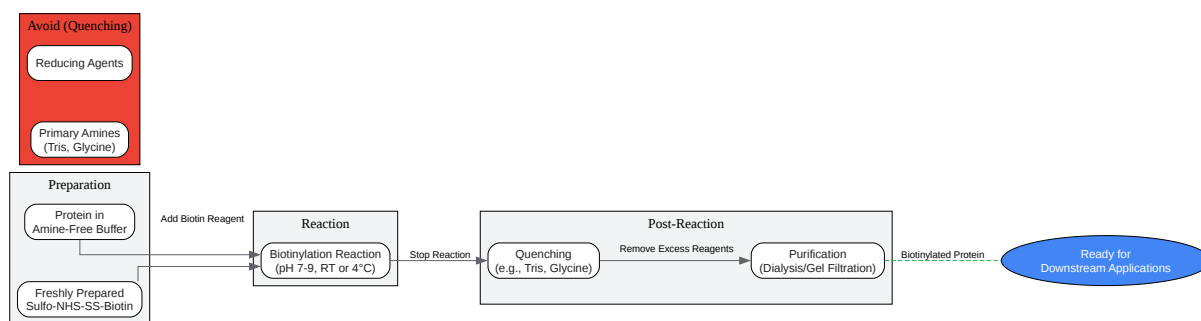 Avoid (Quenching)
Reducing Agents
Primary Amines
(Tris, Glycine)
Preparation
Protein in
Amine-Free Buffer
Freshly Prepared
Sulfo-NHS-SS-Biotin
Add Biotin Reagent
Reaction
Biotinylation Reaction
(pH 7-9, RT or 4°C)
Stop Reaction
Post-Reaction
Quenching
(e.g., Tris, Glycine)
Remove Excess Reagents
Purification
(Dialysis/Gel Filtration)
Biotinylated Protein
Ready for
Downstream Applications